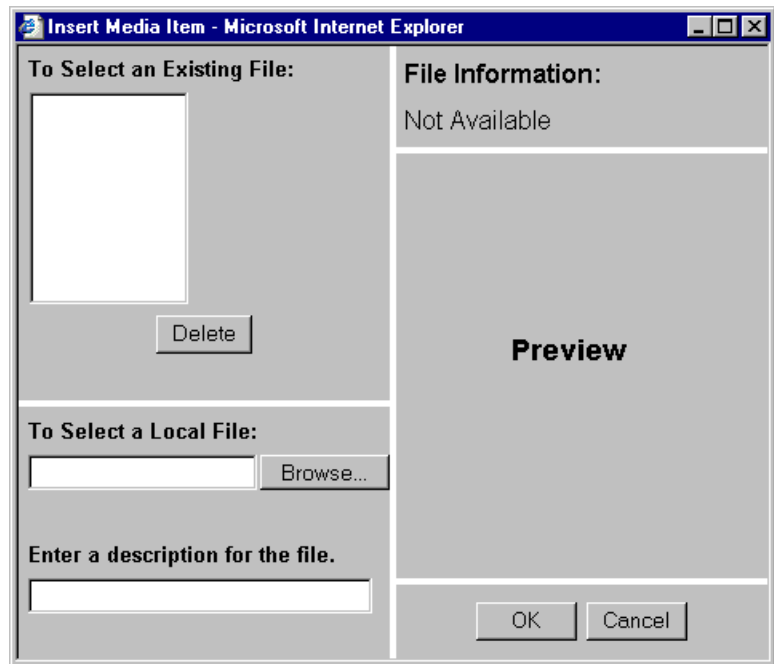 Insert Media Item - Microsoft Internet Explorer
To Select an Existing File:
Delete
To Select a Local File:
Browse...
Enter a description for the file.
File Information:
Not Available
Preview
OK
Cancel